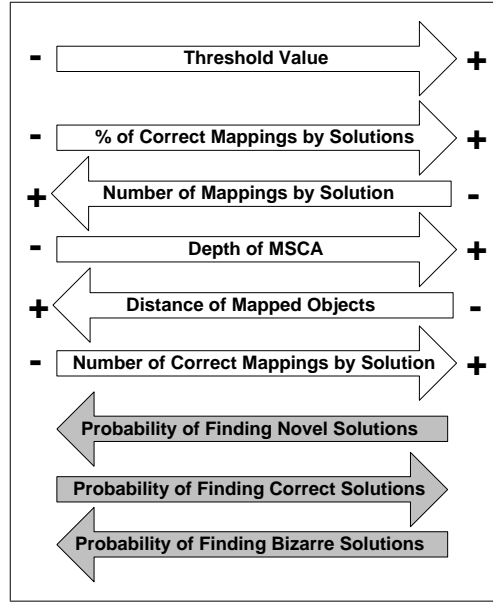 - Threshold Value +
- % of Correct Mappings by Solutions +
+ Number of Mappings by Solution -
- Depth of MSCA +
+ Distance of Mapped Objects -
- Number of Correct Mappings by Solution +
Probability of Finding Novel Solutions
Probability of Finding Correct Solutions
Probability of Finding Bizarre Solutions